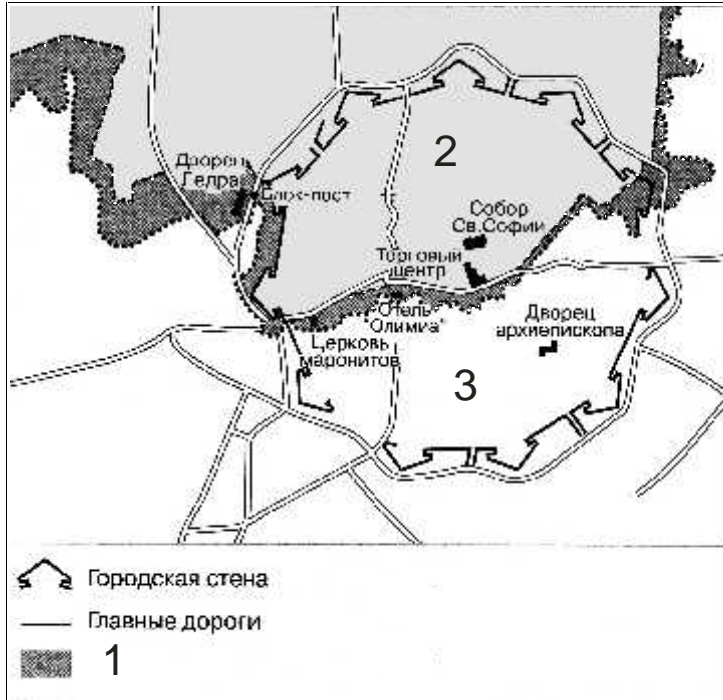 2
Дворец
Гелра
Блок-пост
Собор
Св.Софии
Торговый
центр
Отель
Дворец
архиепископа
Церковь
маронитов
3
Городская стена
Главные дороги
1